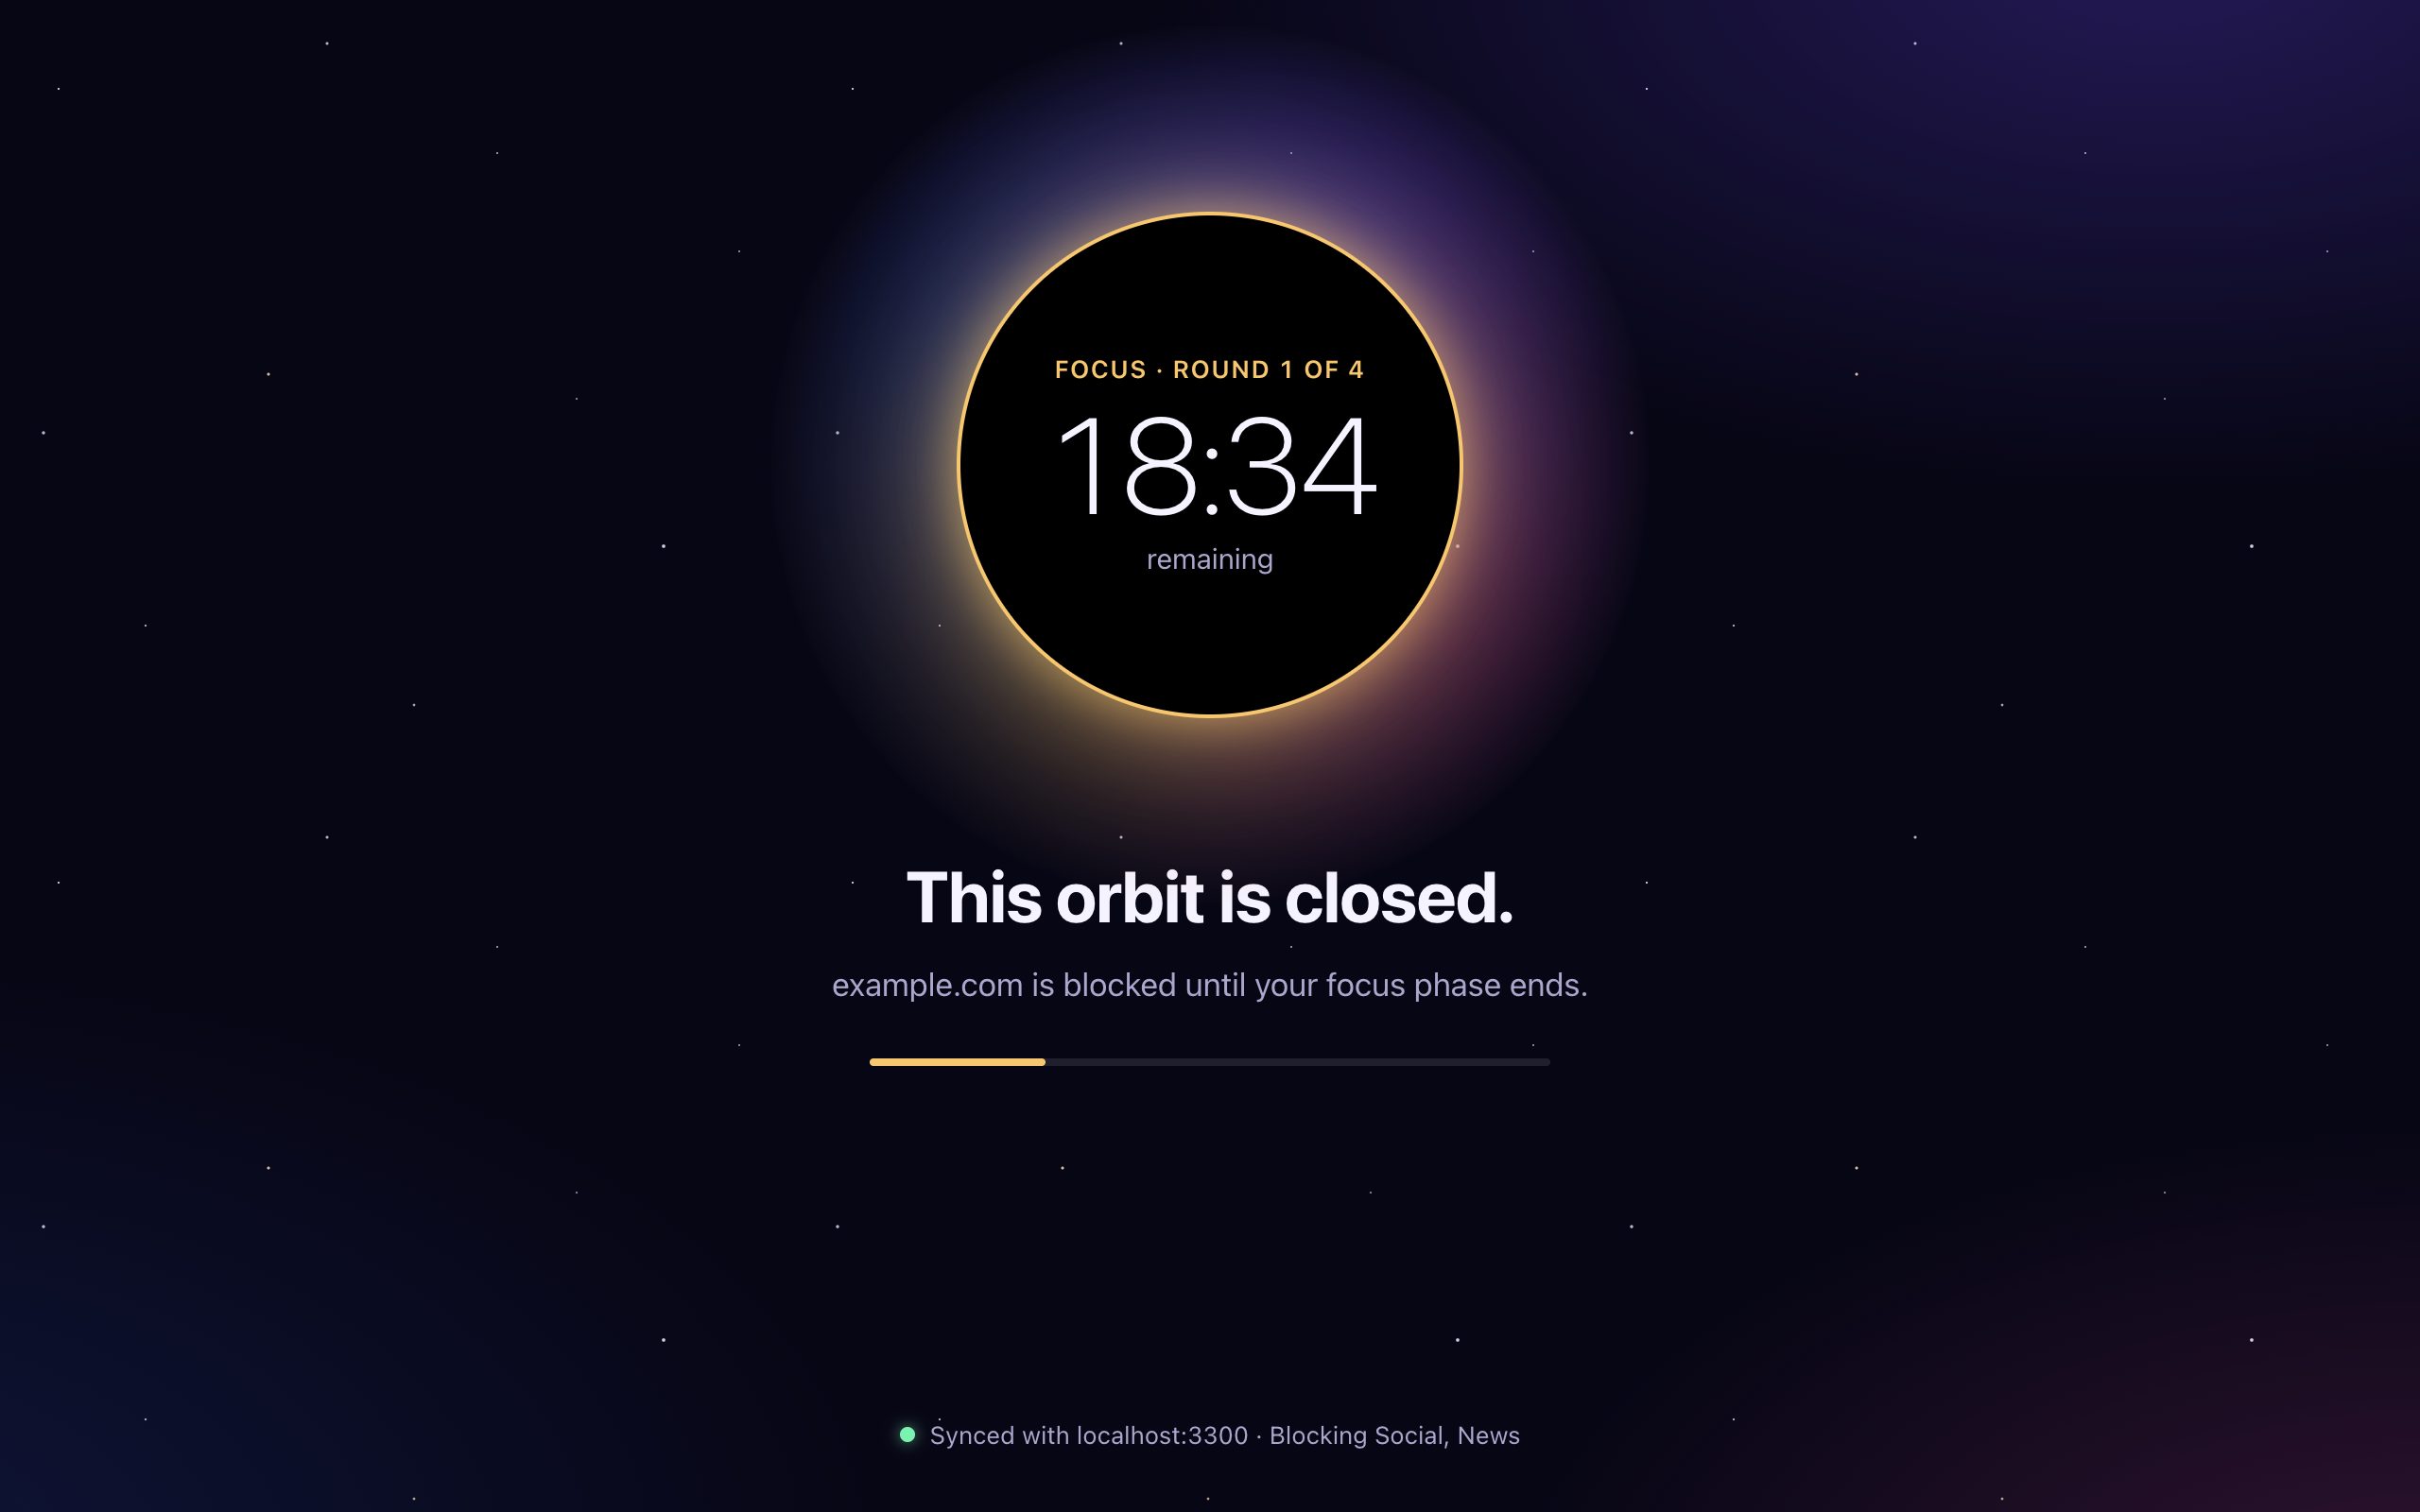 FOCUS · ROUND 1 OF 4
18:34
remaining
This orbit is closed.
example.com is blocked until your focus phase ends.
Synced with localhost:3300 · Blocking Social, News